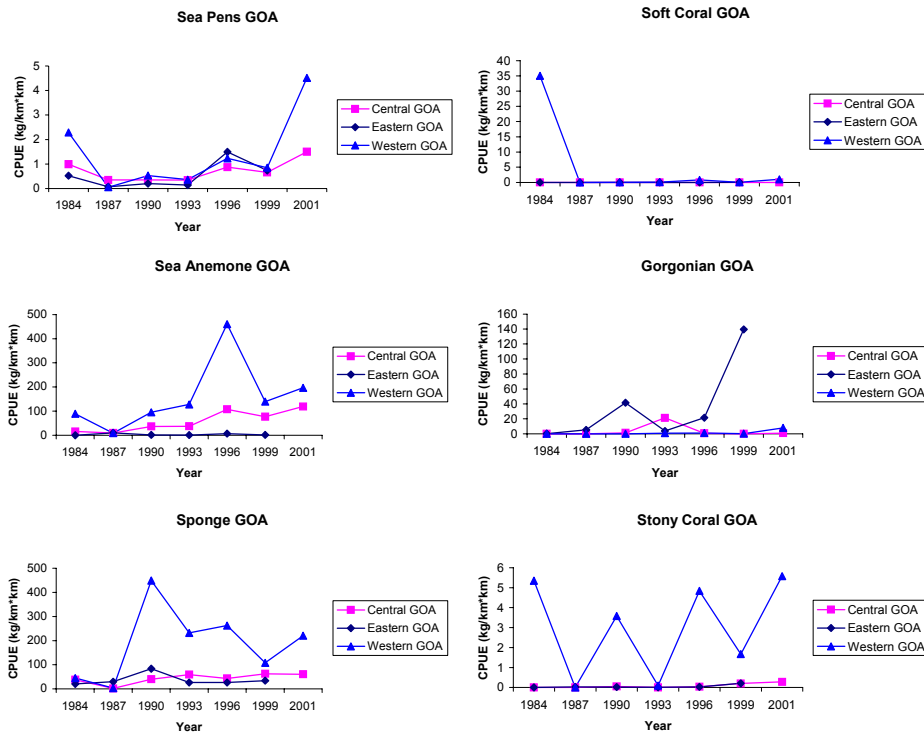 Sea Pens GOA
CPUE (kg/km*km)
5
4
3
2
1
0
1984 1987 1990 1993 1996 1999 2001
Year
Central GOA
Eastern GOA
Western GOA
Soft Coral GOA
CPUE (kg/km*km)
40
35
30
25
20
15
10
5
0
1984 1987 1990 1993 1996 1999 2001
Year
Central GOA
Eastern GOA
Western GOA
Sea Anemone GOA
CPUE (kg/km*km)
500
400
300
200
100
0
1984 1987 1990 1993 1996 1999 2001
Year
Central GOA
Eastern GOA
Western GOA
Gorgonian GOA
CPUE (kg/km*km)
160
140
120
100
80
60
40
20
0
1984 1987 1990 1993 1996 1999 2001
Year
Central GOA
Eastern GOA
Western GOA
Sponge GOA
CPUE (kg/km*km)
500
400
300
200
100
0
1984 1987 1990 1993 1996 1999 2001
Year
Central GOA
Eastern GOA
Western GOA
Stony Coral GOA
CPUE (kg/km*km)
6
5
4
3
2
1
0
1984 1987 1990 1993 1996 1999 2001
Year
Central GOA
Eastern GOA
Western GOA